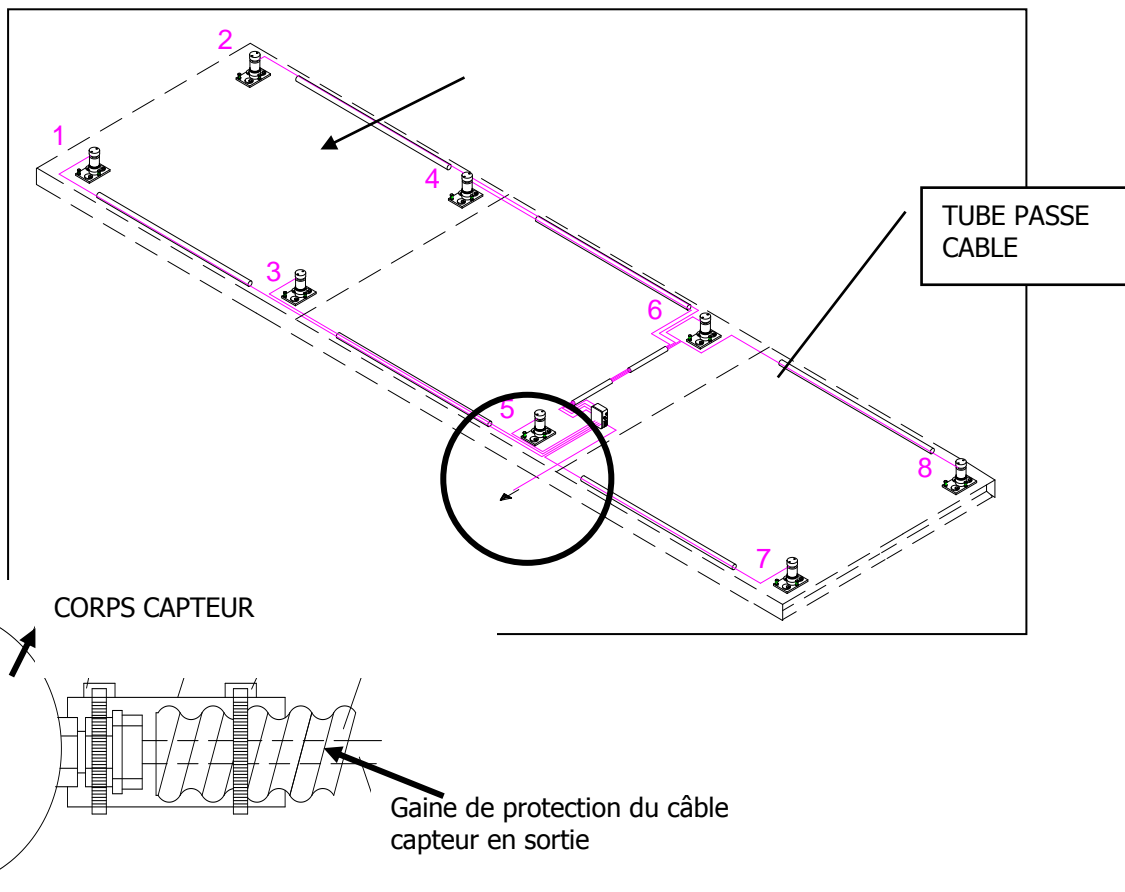 2
1
4
TUBE PASSE
CABLE
3
6
5
8
7
CORPS CAPTEUR
Gaine de protection du câble
capteur en sortie